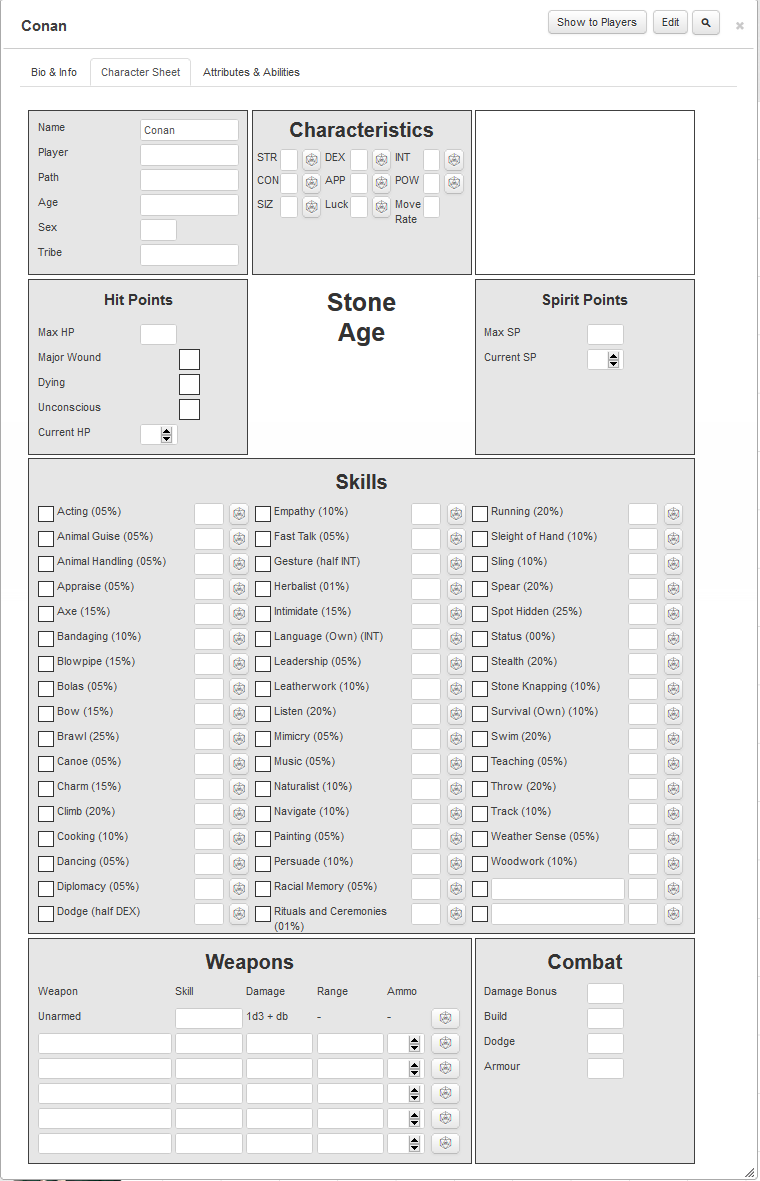 Conan
Show to Players Edit
Bio & Info Character Sheet Attributes & Abilities
Name Conan
Player
Path
Age
Sex
Tribe
Characteristics
STR DEX INT
CON APP POW
SIZ Luck Move
Rate
Hit Points
Max HP
Major Wound
Dying
Unconscious
Current HP
Stone
Age
Spirit Points
Max SP
Current SP
Skills
Acting (05%) Empathy (10%) Running (20%)
Animal Guise (05%) Fast Talk (05%) Sleight of Hand (10%)
Animal Handling (05%) Gesture (half INT) Sling (10%)
Appraise (05%) Herbalist (01%) Spear (20%)
Axe (15%) Intimidate (15%) Spot Hidden (25%)
Bandaging (10%) Language (Own) (INT) Status (00%)
Blowpipe (15%) Leadership (05%) Stealth (20%)
Bolas (05%) Leatherwork (10%) Stone Knapping (10%)
Bow (15%) Listen (20%) Survival (Own) (10%)
Brawl (25%) Mimicry (05%) Swim (20%)
Canoe (05%) Music (05%) Teaching (05%)
Charm (15%) Naturalist (10%) Throw (20%)
Climb (20%) Navigate (10%) Track (10%)
Cooking (10%) Painting (05%) Weather Sense (05%)
Dancing (05%) Persuade (10%) Woodwork (10%)
Diplomacy (05%) Racial Memory (05%)
Dodge (half DEX) Rituals and Ceremonies
(01%)
Weapons
Weapon Skill Damage Range Ammo
Unarmed 1d3 + db - -
Combat
Damage Bonus
Build
Dodge
Armour